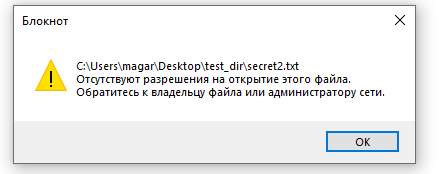 Блокнот
C:\Users\magar\Desktop\test_dir\secret2.txt
Отсутствуют разрешения на открытие этого файла.
Обратитесь к владельцу файла или администратору сети.
ОК